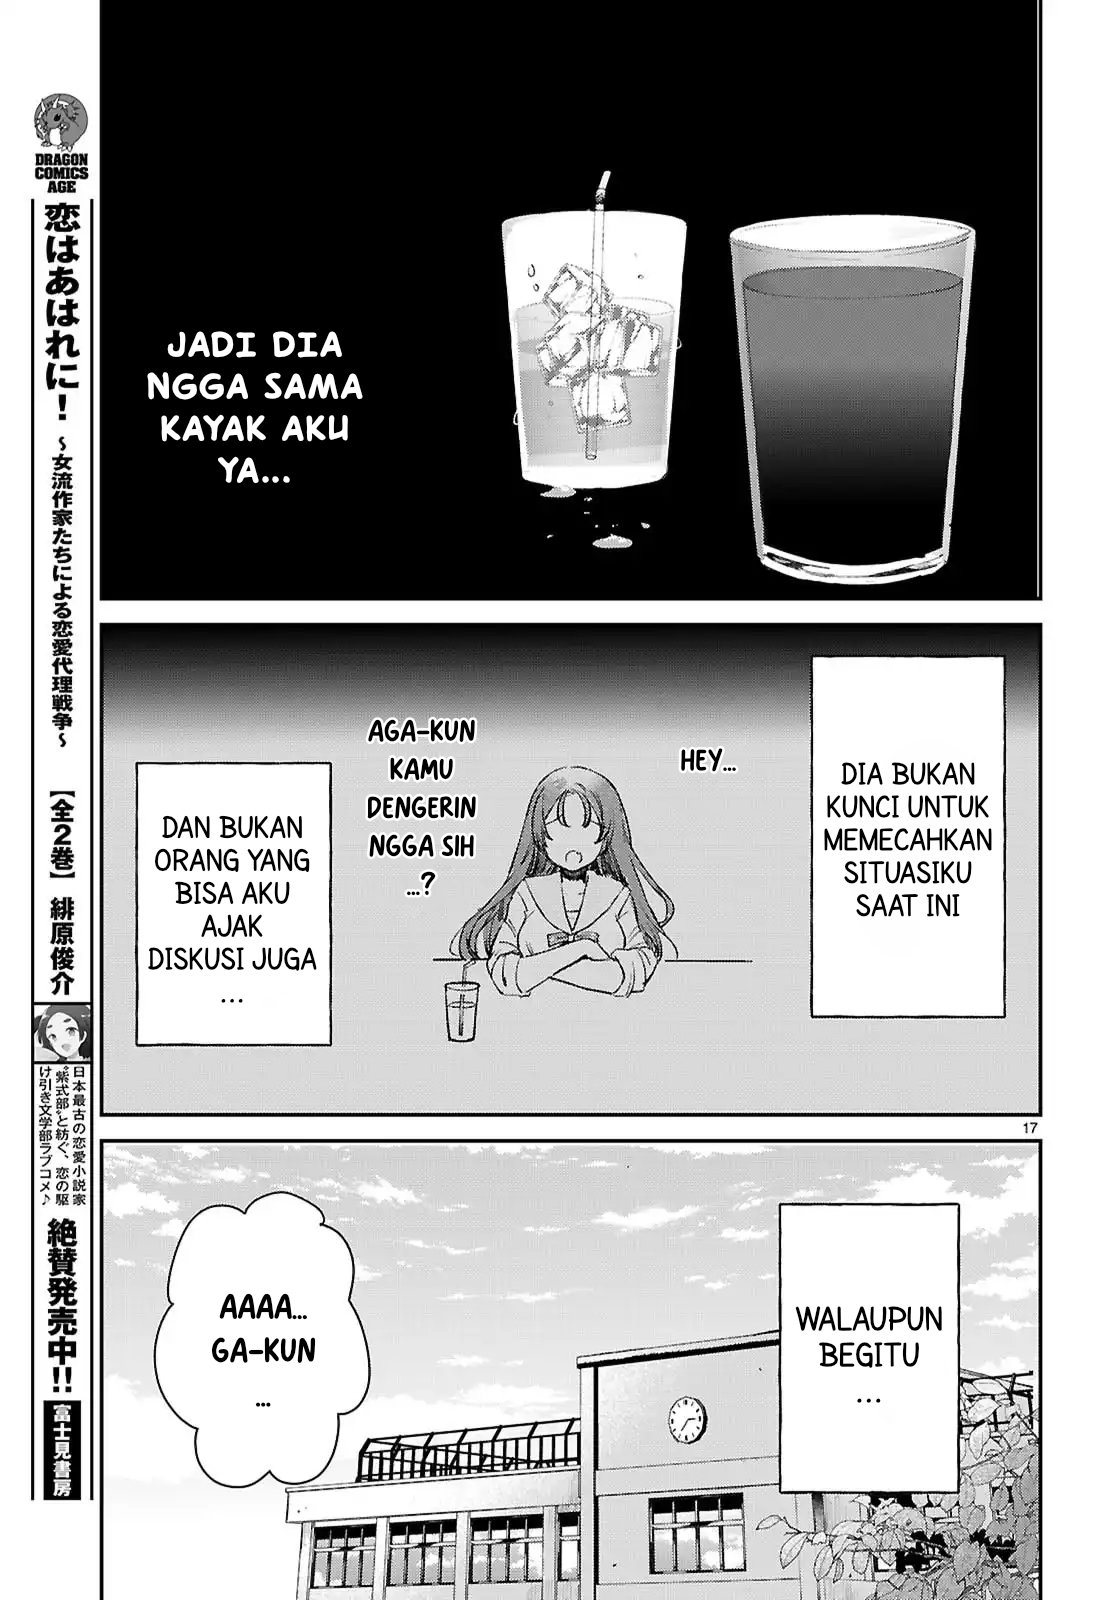 JADI DIA
NGGA SAMA
KAYAK AKU
YA...
DIA BUKAN
KUNCI UNTUK
MEMECAHKAN
SITUASIKU
SAAT INI
HEY...
AGA-KUN
KAMU
DENGERIN
NGGA SIH
...?
DAN BUKAN
ORANG YANG
BISA AKU
AJAK
DISKUSI JUGA
...
17
WALAUPUN
BEGITU
...
AAAA...
GA-KUN
...
DRAGON
COMICS
AGE
恋はあはれに！
～女流作家たちによる恋愛代理戦争～
【全2巻】
緋原俊介
日本最古の恋愛小説家
“紫式部”と紡ぐ、恋の駆
け引き文学部ラブコメ♪
絶賛発売中!!
富士見書房